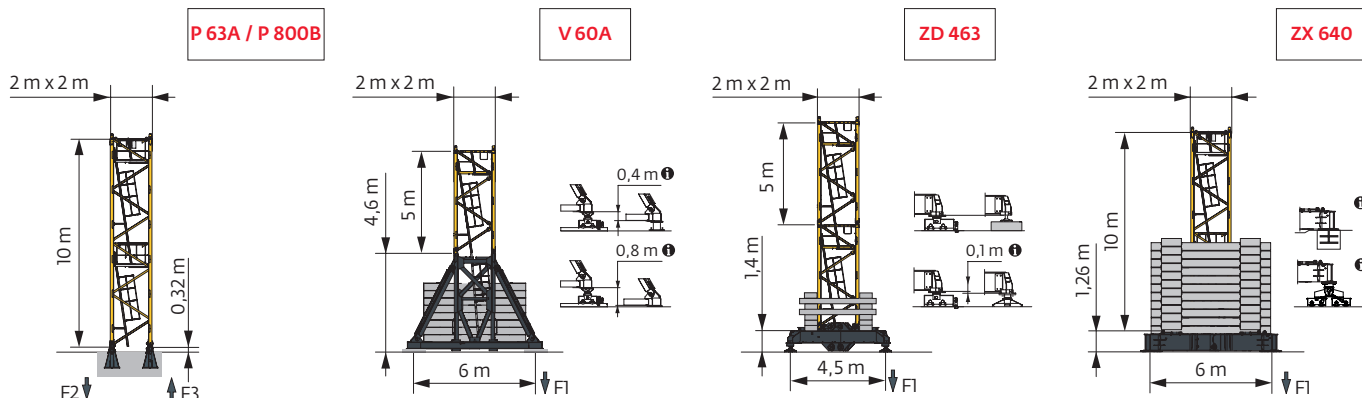 P 63A / P 800B
V 60A
ZD 463
ZX 640
2 m x 2 m
2 m x 2 m
2 m x 2 m
2 m x 2 m
10 m
0,32 m
F2
F3
4,6 m
5 m
0,4 m i
0,8 m i
6 m
F1
5 m
1,4 m
0,1 m i
4,5 m
F1
10 m
1,26 m
i
i
6 m
F1